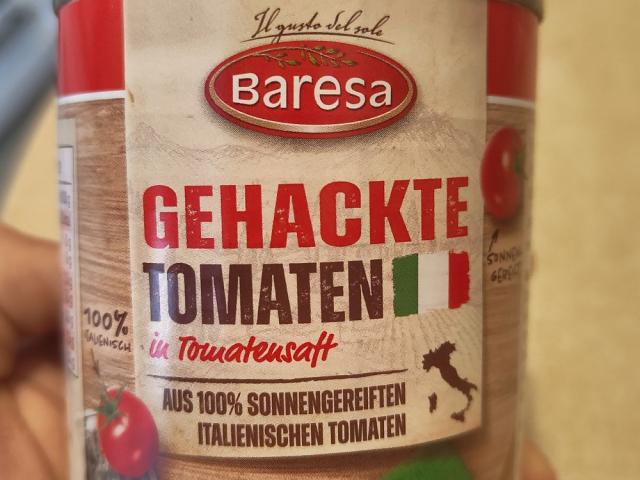 Il gusto del sole
Baresa
GEHACKTE
TOMATEN
in Tomatensaft
AUS 100% SONNENGEREIFTEN
ITALIENISCHEN TOMATEN
100%